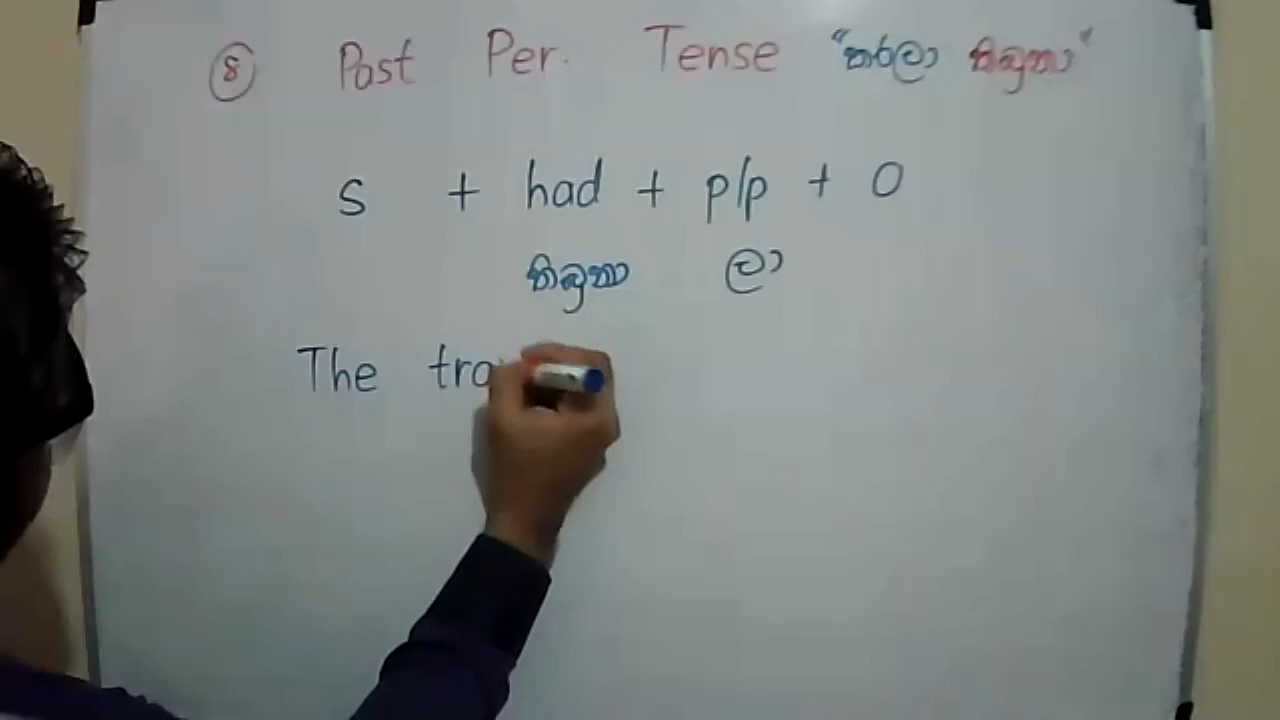 ⑧ Past Per. Tense "කරලා තිබුනා"
S + had + p/p + O
තිබුනා ලා
The tra